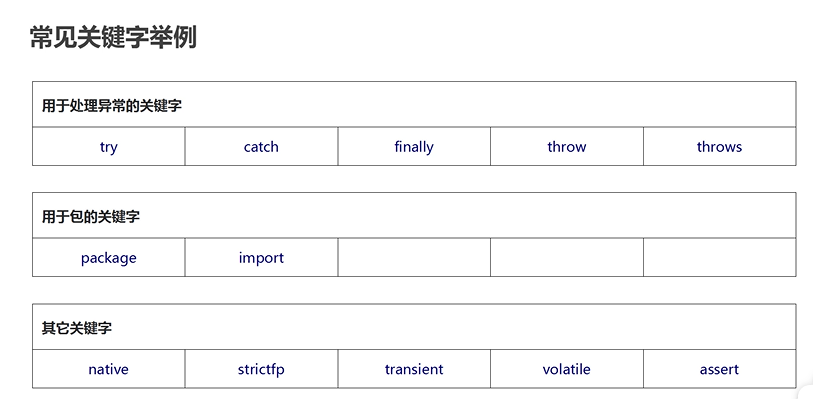 常见关键字举例
用于处理异常的关键字
try catch finally throw throws
用于包的关键字
package import
其它关键字
native strictfp transient volatile assert